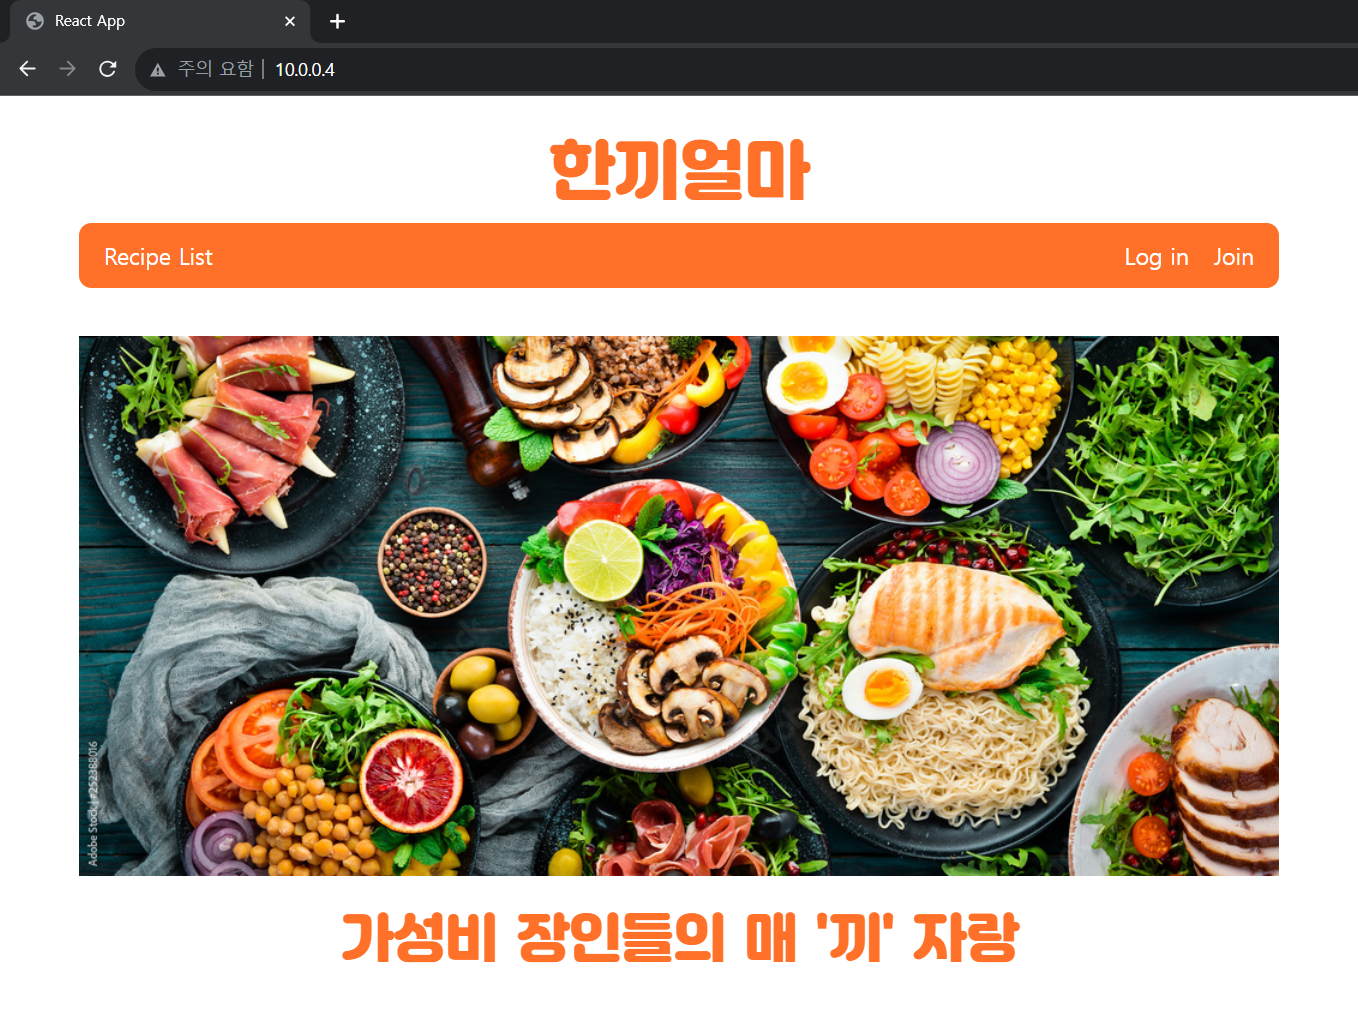 React App
주의 요함 | 10.0.0.4
한끼얼마
Recipe List
Log in Join
Adobe Stock | #252388016
가성비 장인들의 매 '끼' 자랑